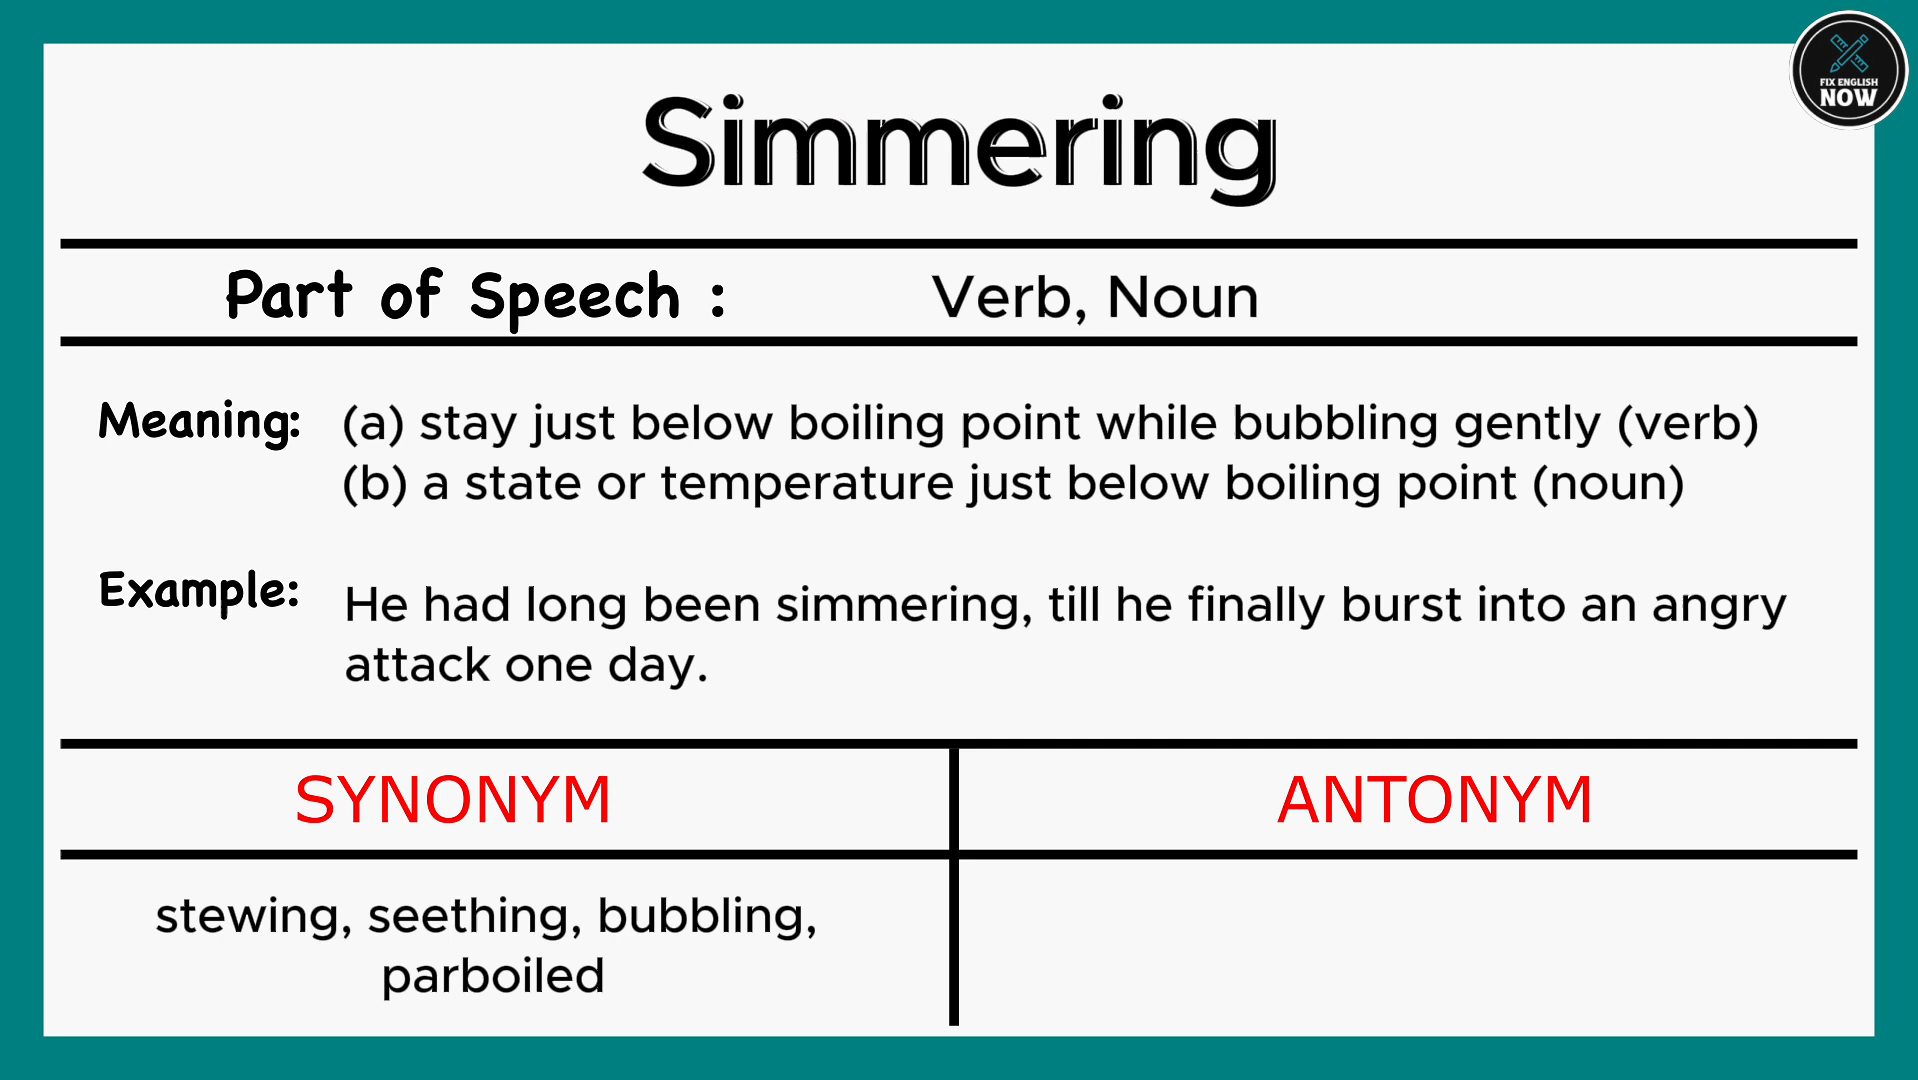 FIX ENGLISH
NOW
Simmering
Part of Speech : Verb, Noun
Meaning: (a) stay just below boiling point while bubbling gently (verb)
(b) a state or temperature just below boiling point (noun)
Example: He had long been simmering, till he finally burst into an angry
attack one day.
SYNONYM
ANTONYM
stewing, seething, bubbling,
parboiled